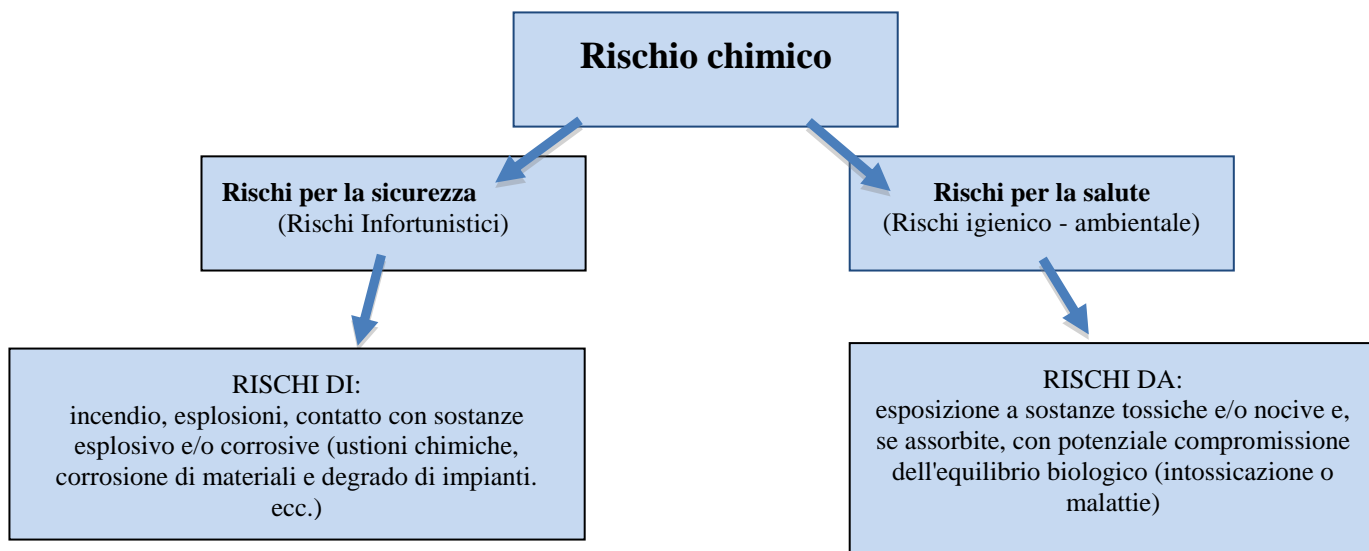 Rischio chimico
Rischi per la sicurezza
(Rischi Infortunistici)
Rischi per la salute
(Rischi igienico - ambientale)
RISCHI DI:
incendio, esplosioni, contatto con sostanze
esplosivo e/o corrosive (ustioni chimiche,
corrosione di materiali e degrado di impianti.
ecc.)
RISCHI DA:
esposizione a sostanze tossiche e/o nocive e,
se assorbite, con potenziale compromissione
dell'equilibrio biologico (intossicazione o
malattie)